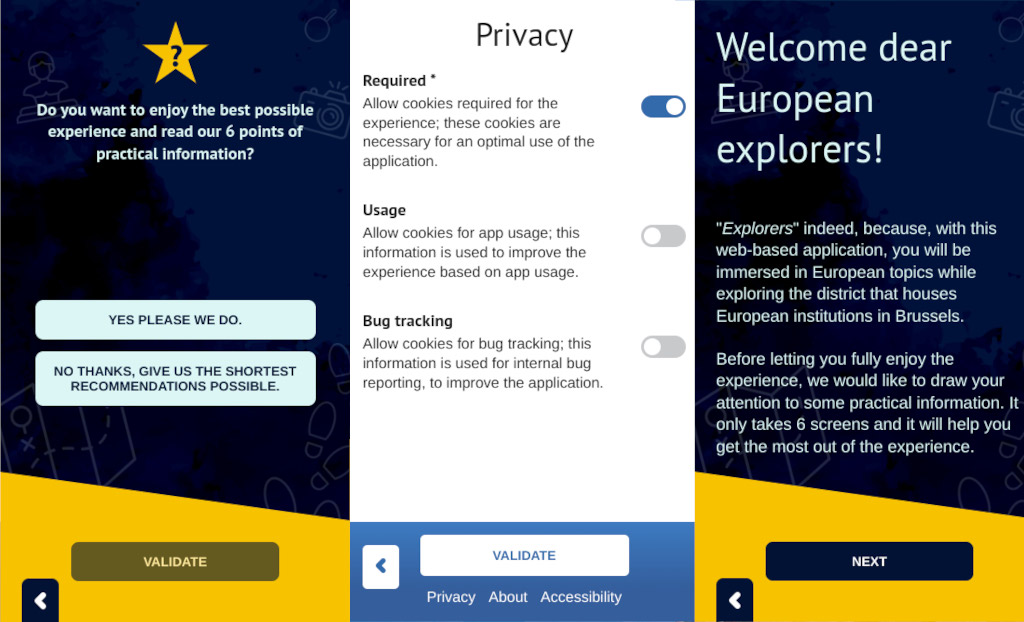 ?
Do you want to enjoy the best possible
experience and read our 6 points of
practical information?
YES PLEASE WE DO.
NO THANKS, GIVE US THE SHORTEST
RECOMMENDATIONS POSSIBLE.
VALIDATE
Privacy
Required *
Allow cookies required for the
experience; these cookies are
necessary for an optimal use of the
application.
Usage
Allow cookies for app usage; this
information is used to improve the
experience based on app usage.
Bug tracking
Allow cookies for bug tracking; this
information is used for internal bug
reporting, to improve the application.
VALIDATE
Privacy About Accessibility
Welcome dear
European
explorers!
"Explorers" indeed, because, with this
web-based application, you will be
immersed in European topics while
exploring the district that houses
European institutions in Brussels.
Before letting you fully enjoy the
experience, we would like to draw your
attention to some practical information. It
only takes 6 screens and it will help you
get the most out of the experience.
NEXT